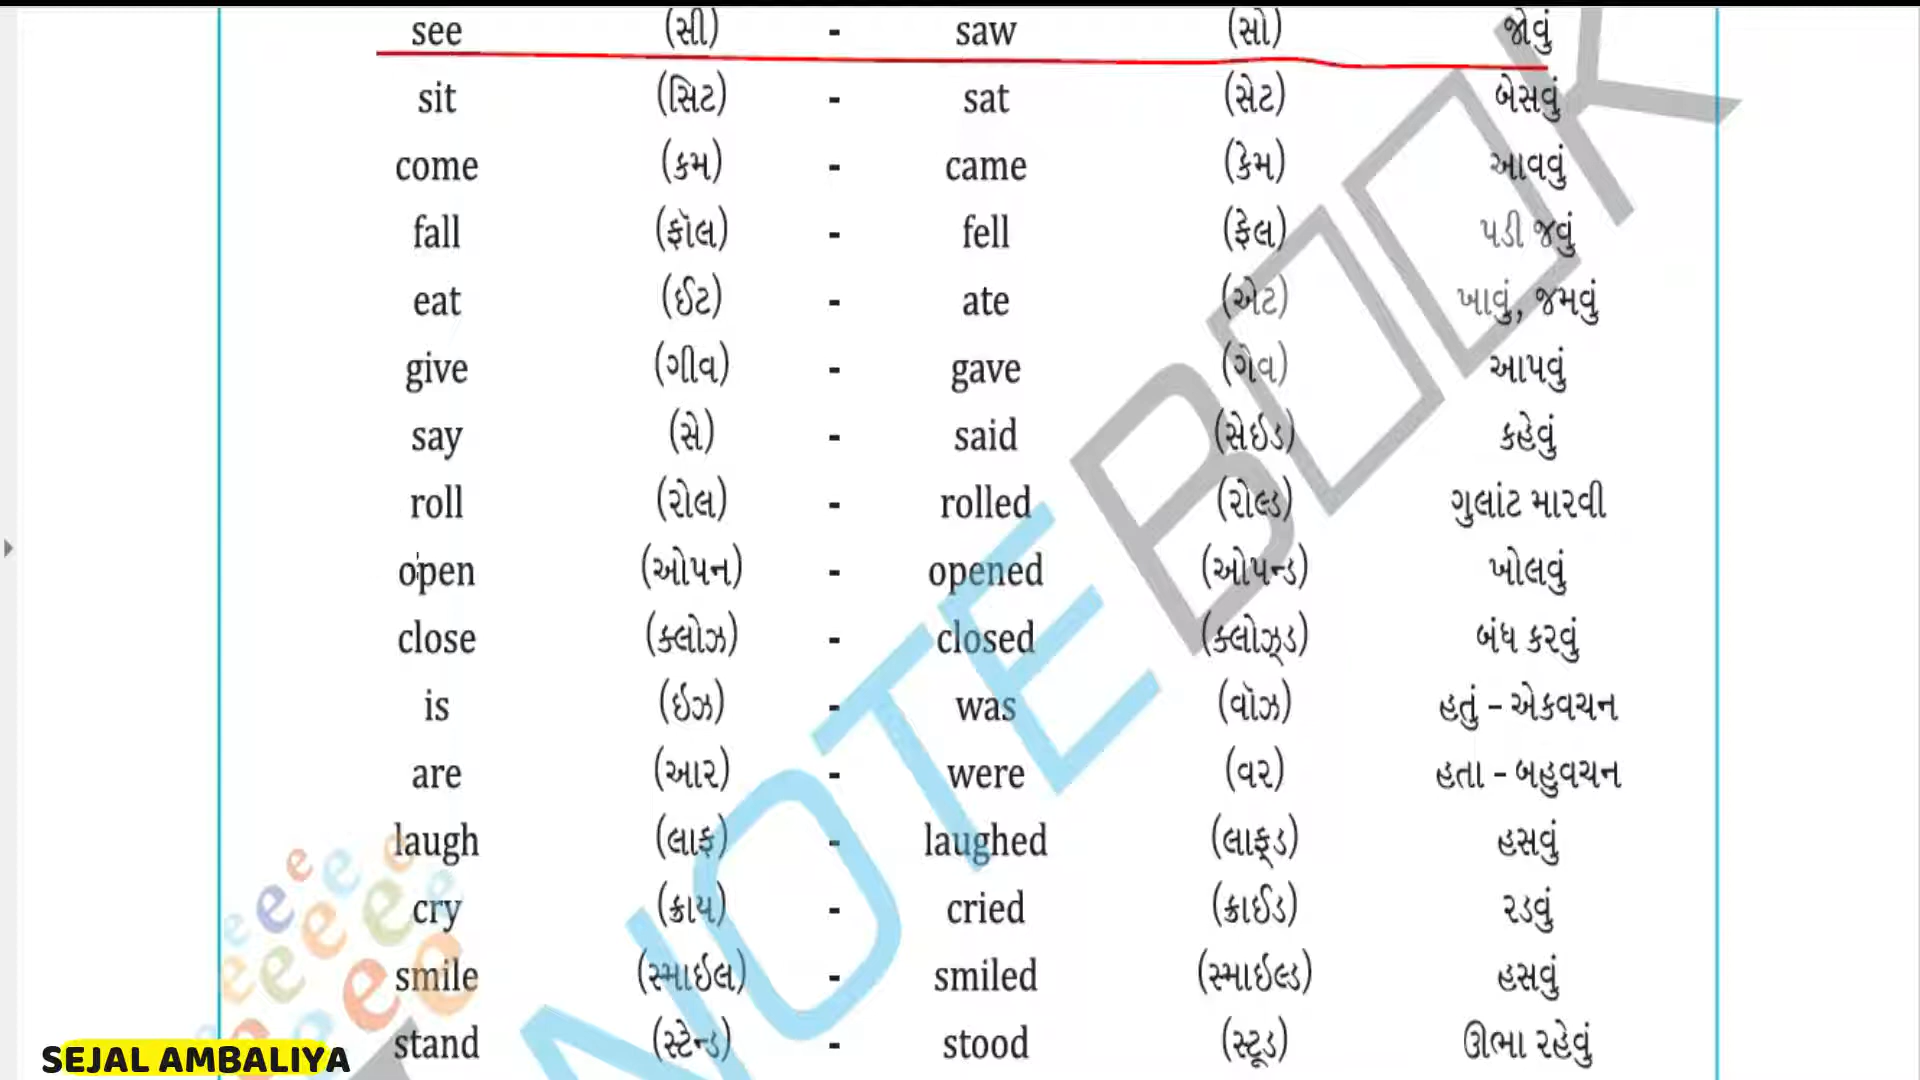 see (સી) - saw (સો) જોવું
sit (સિટ) - sat (સેટ) બેસવું
come (કમ) - came (કેમ) આવવું
fall (ફૉલ) - fell (ફેલ) પડી જવું
eat (ઈટ) - ate (એટ) ખાવું, જમવું
give (ગીવ) - gave (ગેવ) આપવું
say (સે) - said (સેઈડ) કહેવું
roll (રોલ) - rolled (રોલ્ડ) ગુલાંટ મારવી
open (ઓપન) - opened (ઓપન્ડ) ખોલવું
close (ક્લોઝ) - closed (ક્લોઝ્ડ) બંધ કરવું
is (ઇઝ) - was (વૉઝ) હતું – એકવચન
are (આર) - were (વર) હતા – બહુવચન
laugh (લાફ) - laughed (લાફ્ડ) હસવું
cry (ક્રાય) - cried (ક્રાઈડ) રડવું
smile (સ્માઇલ) - smiled (સ્માઇલ્ડ) હસવું
stand (સ્ટેન્ડ) - stood (સ્ટૂડ) ઊભા રહેવું
NOTEBOOK
SEJAL AMBALIYA